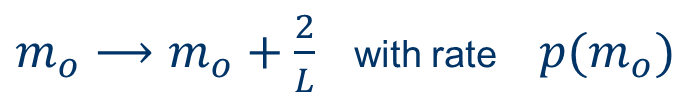 m_o ⟶ m_o + 2/L with rate p(m_o)